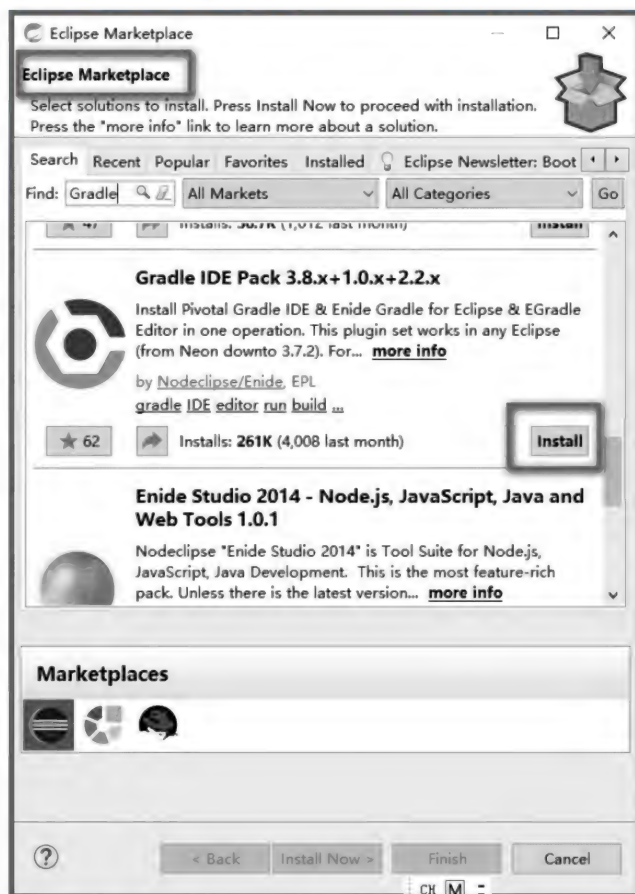 Eclipse Marketplace
Eclipse Marketplace
Select solutions to install. Press Install Now to proceed with installation.
Press the "more info" link to learn more about a solution.
Search Recent Popular Favorites Installed Eclipse Newsletter: Boot
Find: Gradle All Markets All Categories Go
47 Installs: (1,012 last month) Install
Gradle IDE Pack 3.8.x+1.0.x+2.2.x
Install Pivotal Gradle IDE & Enide Gradle for Eclipse & EGradle
Editor in one operation. This plugin set works in any Eclipse
(from Neon downto 3.7.2). For... more info
by Nodeclipse/Enide, EPL
gradle IDE editor run build ...
62 Installs: 261K (4,008 last month) Install
Enide Studio 2014 - Node.js, JavaScript, Java and
Web Tools 1.0.1
Nodeclipse "Enide Studio 2014" is Tool Suite for Node.js,
JavaScript, Java Development. This is the most feature-rich
pack. Unless there is the latest version... more info
Marketplaces
? < Back Install Now > Finish Cancel
CH M